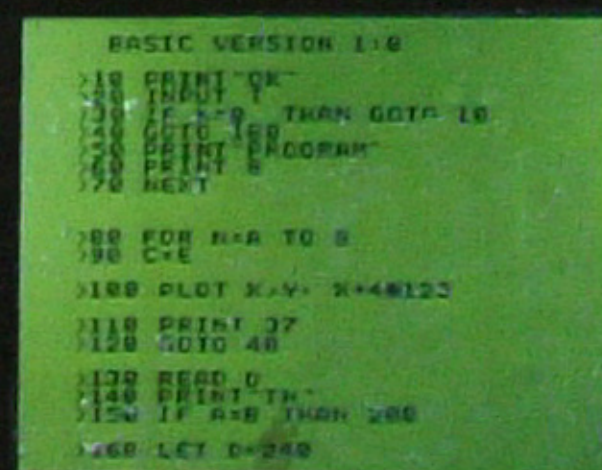 BASIC VERSION 1:0
>10 PRINT"OK"
>20 INPUT
>30 IF THAN GOTO 10
>40 GOTO 100
>50 PRINT"PROGRAM"
>60 PRINT
>70 NEXT
>80 FOR N=A TO B
>90 C=E
>100 PLOT X,Y,
>110 PRINT 37
>120 GOTO 40
>130 READ D
>140 PRINT
>150 IF A=B THAN 200
>160 LET D=240